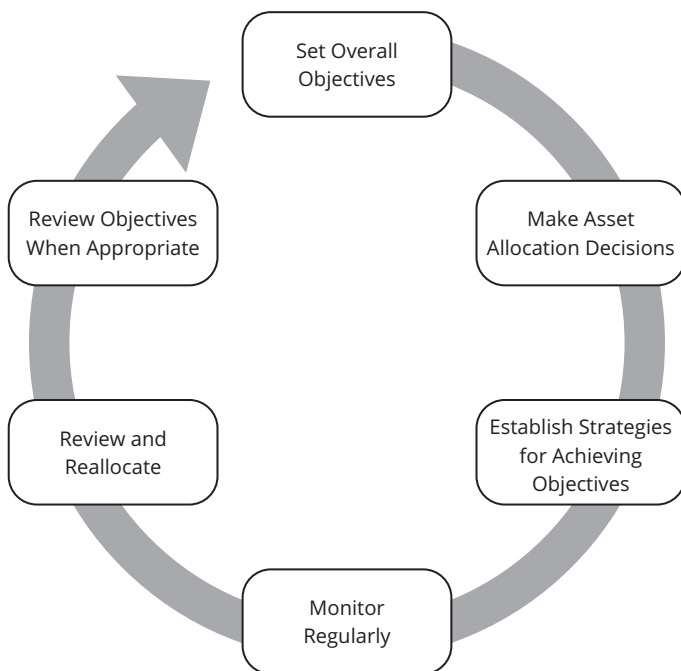 Set Overall
Objectives
Make Asset
Allocation Decisions
Establish Strategies
for Achieving
Objectives
Monitor
Regularly
Review and
Reallocate
Review Objectives
When Appropriate